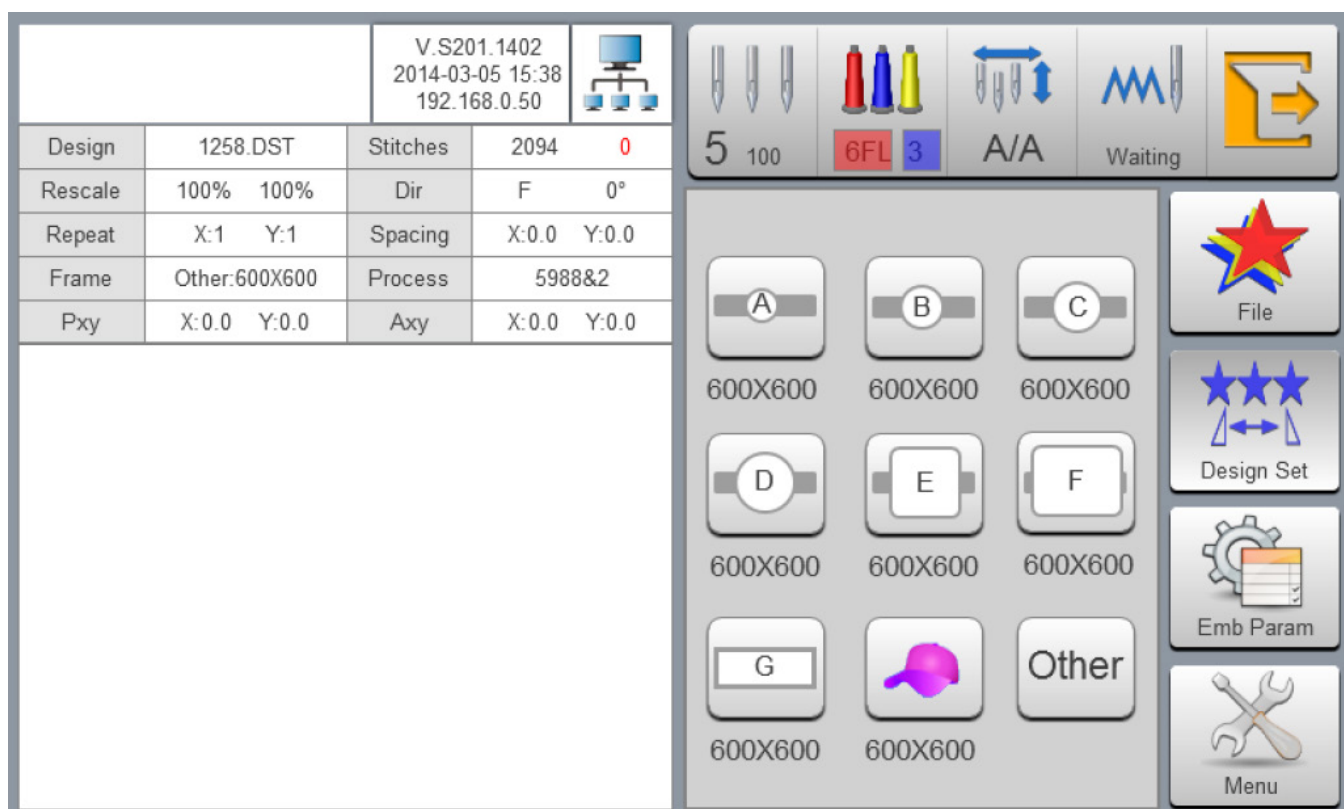 V.S201.1402
2014-03-05 15:38
192.168.0.50
Design 1258.DST Stitches 2094 0
Rescale 100% 100% Dir F 0°
Repeat X:1 Y:1 Spacing X:0.0 Y:0.0
Frame Other:600X600 Process 5988&2
Pxy X:0.0 Y:0.0 Axy X:0.0 Y:0.0
5 100 6FL 3 A/A Waiting
A B C
600X600 600X600 600X600
D E F
600X600 600X600 600X600
G Other
600X600 600X600
File
Design Set
Emb Param
Menu